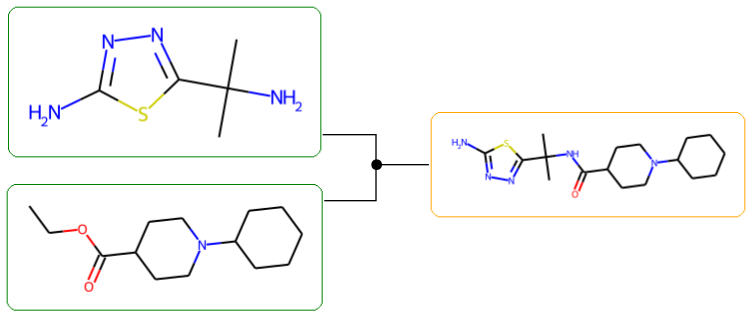 N N
H2N S NH2
O
O N
H2N S NH N
N N O